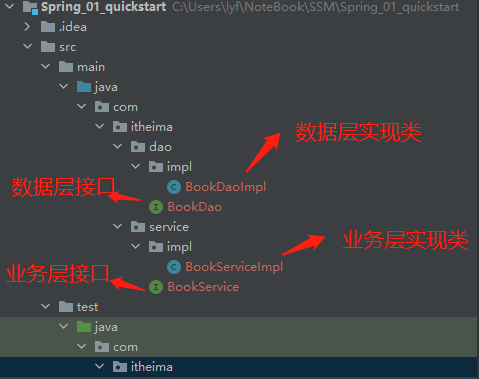 Spring_01_quickstart C:\Users\lyf\NoteBook\SSM\Spring_01_quickstart
.idea
src
main
java
com
itheima
dao
数据层实现类
impl
BookDaoImpl
数据层接口
BookDao
service
业务层实现类
impl
BookServiceImpl
业务层接口
BookService
test
java
com
itheima